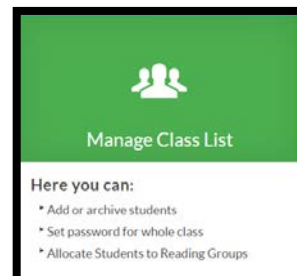 Manage Class List
Here you can:
* Add or archive students
* Set password for whole class
* Allocate Students to Reading Groups